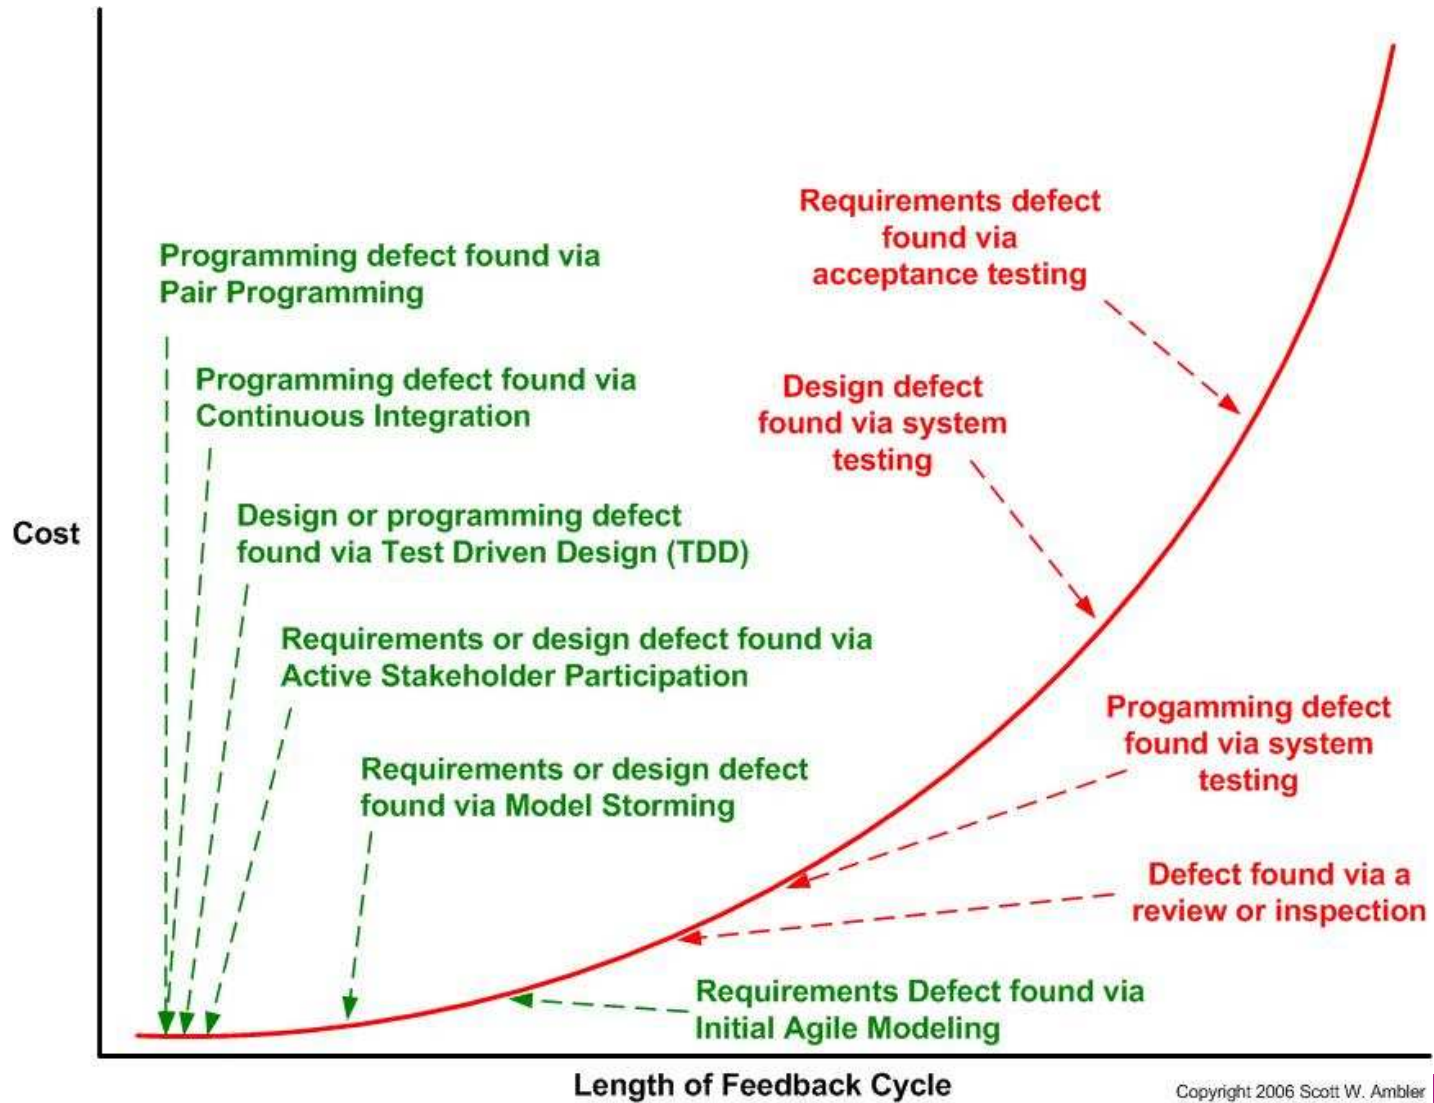 Requirements defect
found via
acceptance testing
Programming defect found via
Pair Programming
Programming defect found via
Continuous Integration
Design defect
found via system
testing
Cost
Design or programming defect
found via Test Driven Design (TDD)
Requirements or design defect found via
Active Stakeholder Participation
Progamming defect
found via system
testing
Requirements or design defect
found via Model Storming
Defect found via a
review or inspection
Requirements Defect found via
Initial Agile Modeling
Length of Feedback Cycle
Copyright 2006 Scott W. Ambler